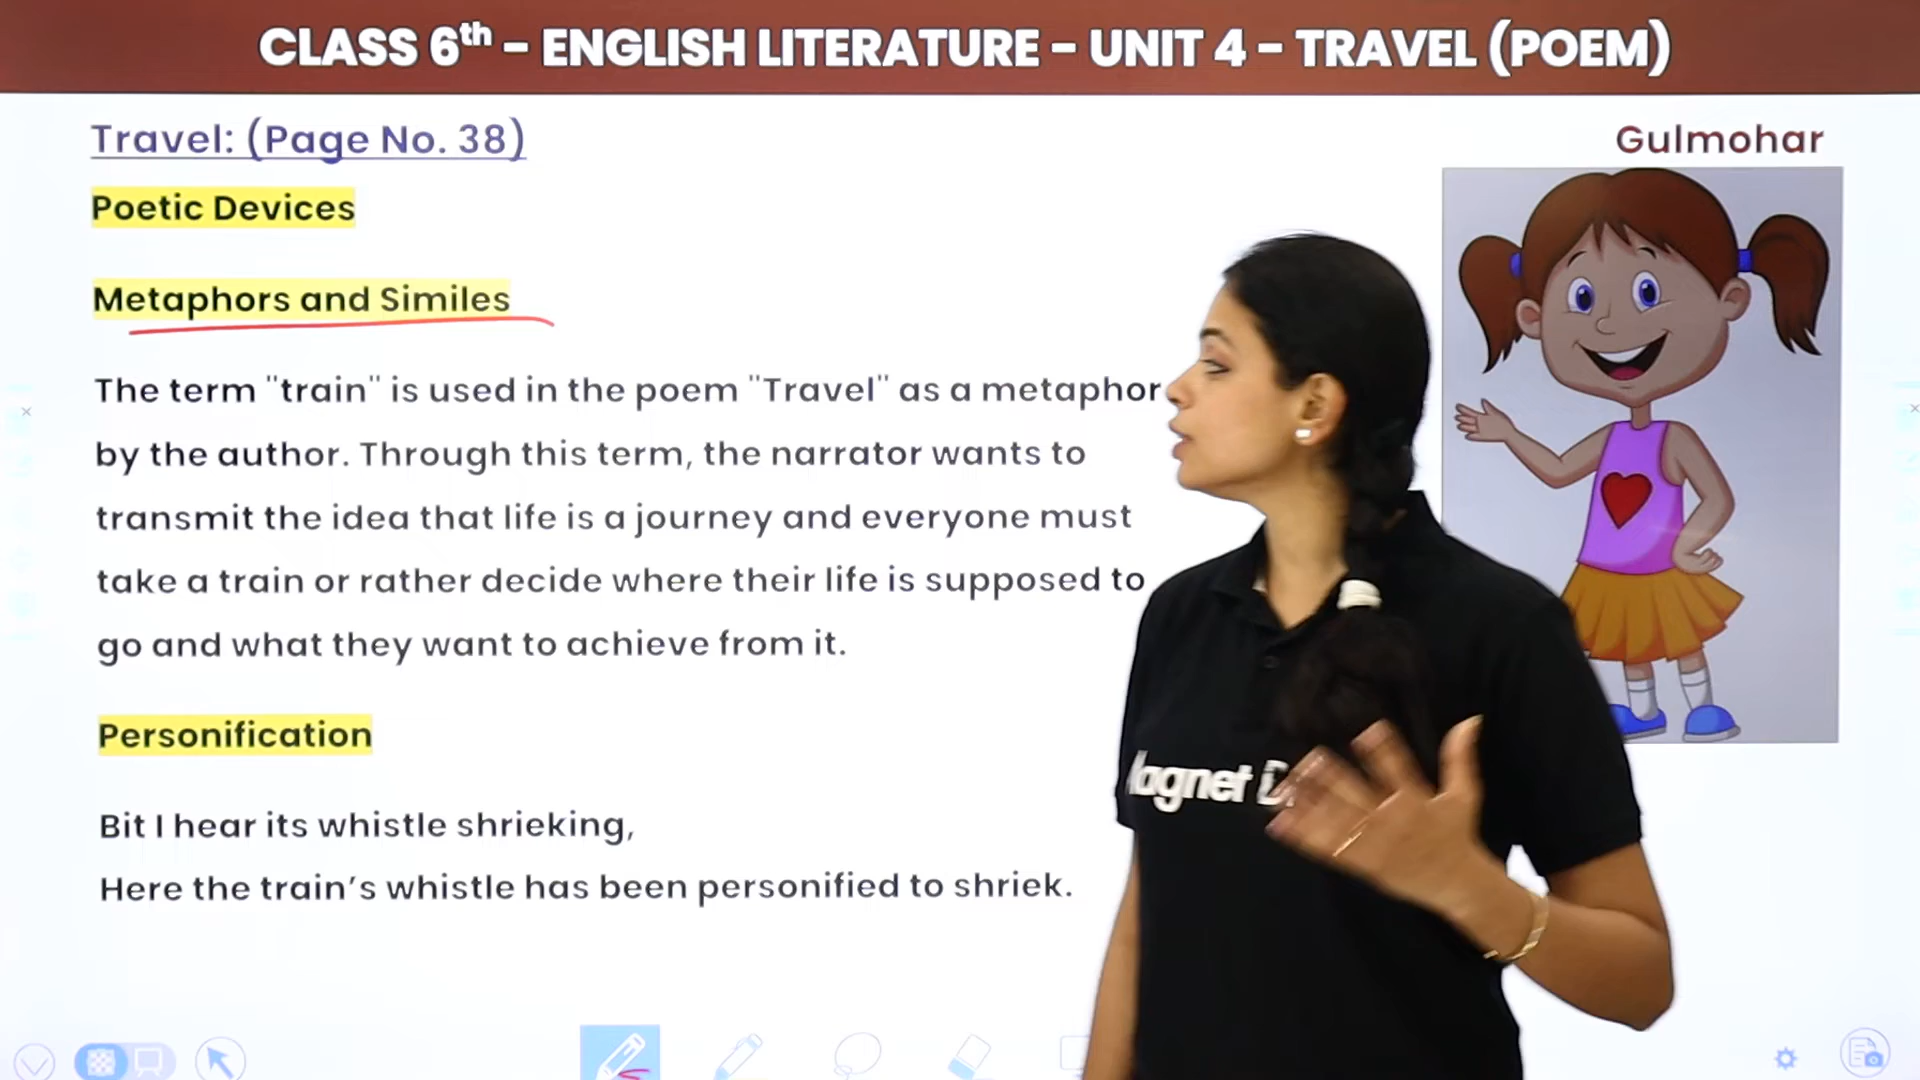 CLASS 6th – ENGLISH LITERATURE – UNIT 4 – TRAVEL (POEM)
Travel: (Page No. 38)
Gulmohar
Poetic Devices
Metaphors and Similes
The term "train" is used in the poem "Travel" as a metaphor
by the author. Through this term, the narrator wants to
transmit the idea that life is a journey and everyone must
take a train or rather decide where their life is supposed to
go and what they want to achieve from it.
Personification
Bit I hear its whistle shrieking,
Here the train's whistle has been personified to shriek.